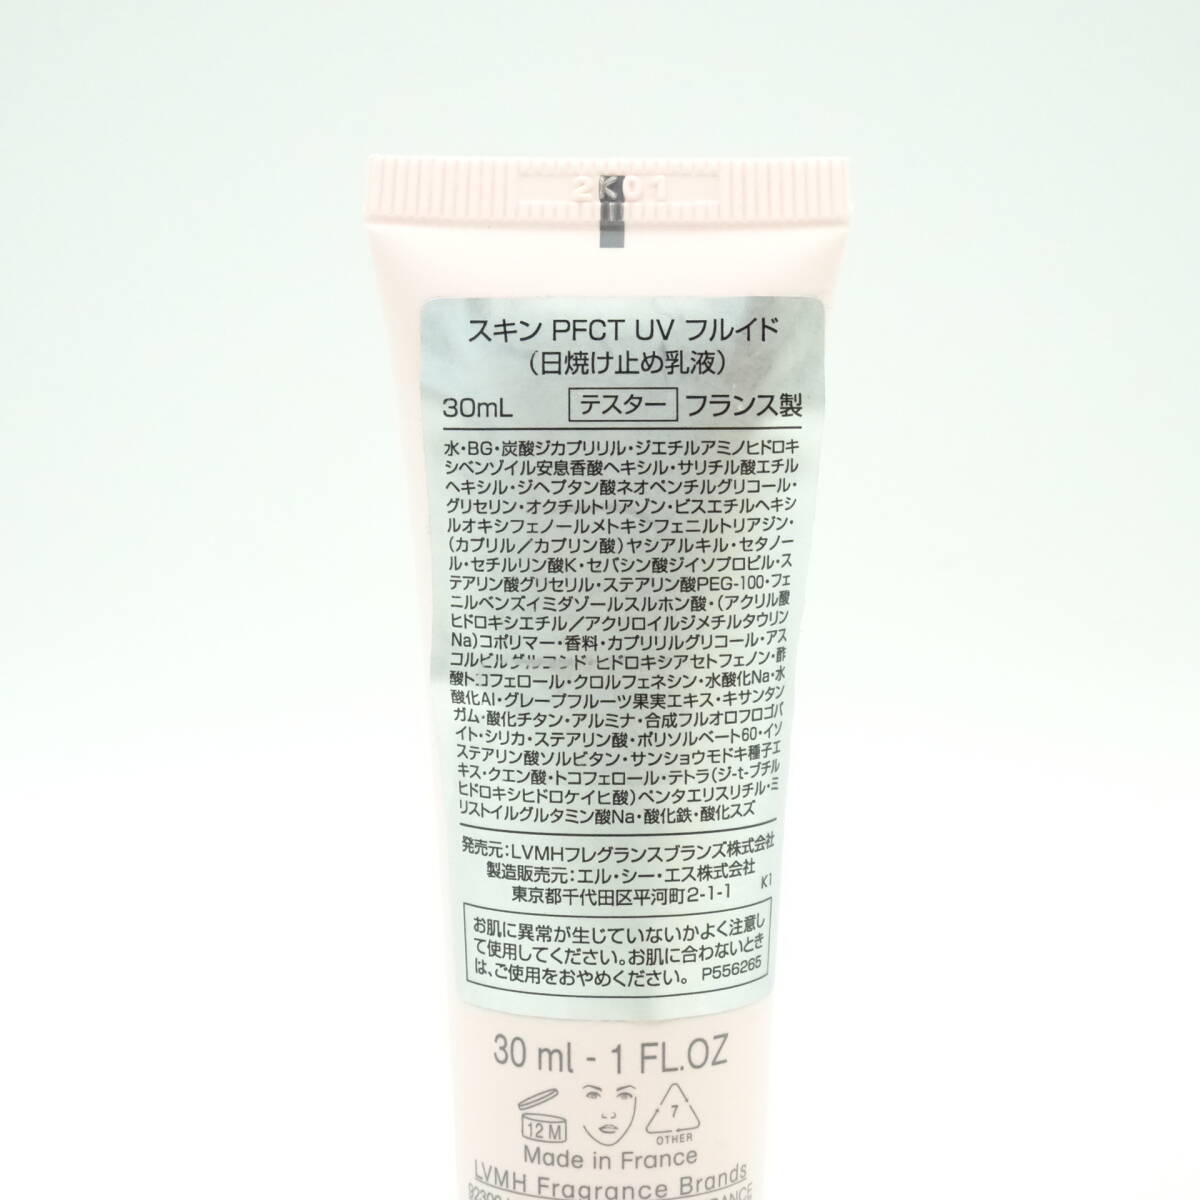 2K01
スキン PFCT UV フルイド
(日焼け止め乳液)
30mL テスター フランス製
水・BG・炭酸ジカプリリル・ジエチルアミノヒドロキ
シベンゾイル安息香酸ヘキシル・サリチル酸エチル
ヘキシル・ジヘプタン酸ネオペンチルグリコール・
グリセリン・オクチルトリアゾン・ビスエチルヘキシ
ルオキシフェノールメトキシフェニルトリアジン・
(カプリル/カプリン酸)ヤシアルキル・セタノー
ル・セチルリン酸K・セバシン酸ジイソプロピル・ス
テアリン酸グリセリル・ステアリン酸PEG-100・フェ
ニルベンズイミダゾールスルホン酸・(アクリル酸
ヒドロキシエチル/アクリロイルジメチルタウリン
Na)コポリマー・香料・カプリリルグリコール・アス
コルビルグルコシド・ヒドロキシアセトフェノン・酢
酸トコフェロール・クロルフェネシン・水酸化Na・水
酸化Al・グレープフルーツ果実エキス・キサンタン
ガム・酸化チタン・アルミナ・合成フルオロフロゴパ
イト・シリカ・ステアリン酸・ポリソルベート60・イソ
ステアリン酸ソルビタン・サンショウモドキ種子エ
キス・クエン酸・トコフェロール・テトラ(ジ-t-ブチル
ヒドロキシヒドロケイヒ酸)ペンタエリスリチル・ミ
リストイルグルタミン酸Na・酸化鉄・酸化スズ
発売元:LVMHフレグランスブランズ株式会社
製造販売元:エル・シー・エス株式会社
東京都千代田区平河町2-1-1 K1
お肌に異常が生じていないかよく注意し
て使用してください。お肌に合わないとき
は、ご使用をおやめください。 P556265
30 ml - 1 FL.OZ
12 M
7
OTHER
Made in France
LVMH Fragrance Brands